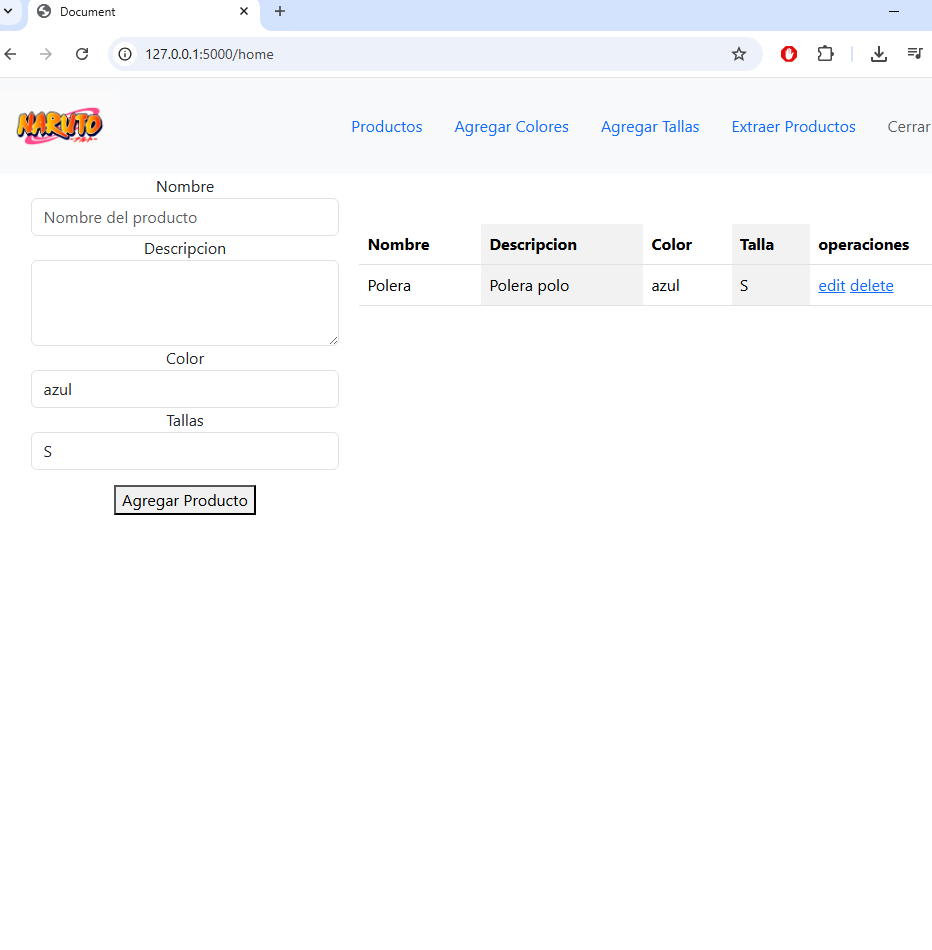 Document
127.0.0.1:5000/home
NARUTO
Productos Agregar Colores Agregar Tallas Extraer Productos Cerrar
Nombre
Nombre del producto
Descripcion
Color
azul
Tallas
S
Agregar Producto
Nombre Descripcion Color Talla operaciones
Polera Polera polo azul S edit delete